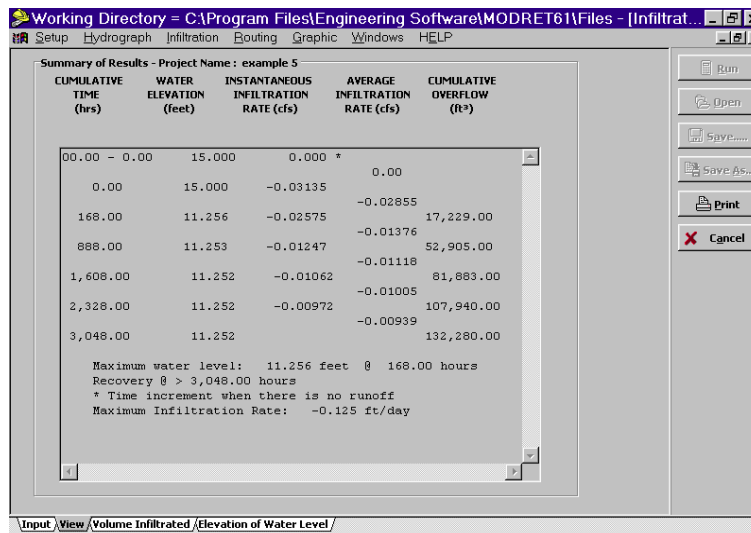 Working Directory = C:\Program Files\Engineering Software\MODRET61\Files - [Infiltrat...
Setup Hydrograph Infiltration Routing Graphic Windows HELP
Summary of Results - Project Name : example 5
CUMULATIVE WATER INSTANTANEOUS AVERAGE CUMULATIVE
TIME ELEVATION INFILTRATION INFILTRATION OVERFLOW
(hrs) (feet) RATE (cfs) RATE (cfs) (ft³)
00.00 - 0.00 15.000 0.000 *
0.00
0.00 15.000 -0.03135
-0.02855
168.00 11.256 -0.02575 17,229.00
-0.01376
888.00 11.253 -0.01247 52,905.00
-0.01118
1,608.00 11.252 -0.01062 81,883.00
-0.01005
2,328.00 11.252 -0.00972 107,940.00
-0.00939
3,048.00 11.252 132,280.00
Maximum water level: 11.256 feet @ 168.00 hours
Recovery @ > 3,048.00 hours
* Time increment when there is no runoff
Maximum Infiltration Rate: -0.125 ft/day
Run
Open
Save.....
Save As..
Print
Cancel
Input View Volume Infiltrated Elevation of Water Level